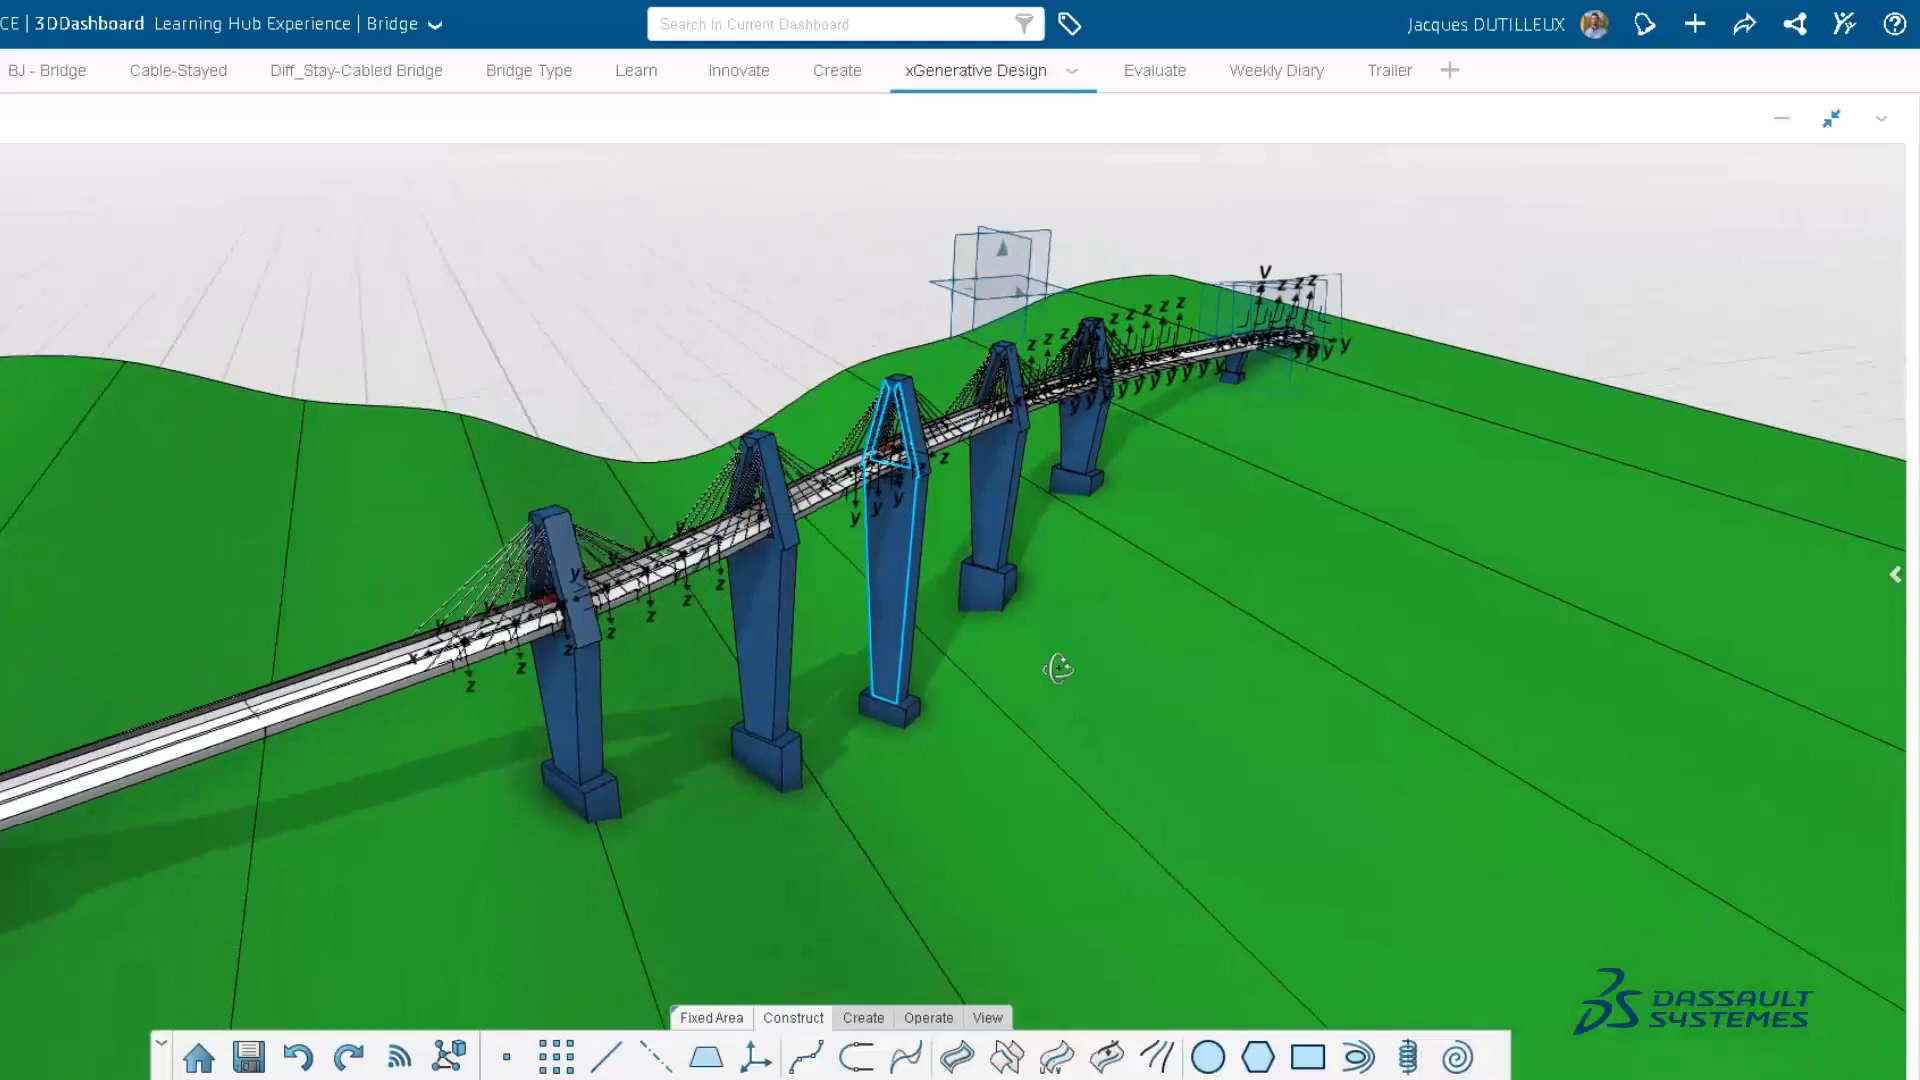 CE | 3DDashboard Learning Hub Experience | Bridge
Search In Current Dashboard
Jacques DUTILLEUX
BJ - Bridge Cable-Stayed Diff_Stay-Cabled Bridge Bridge Type Learn Innovate Create xGenerative Design Evaluate Weekly Diary Trailer
DASSAULT
SYSTEMES
Fixed Area Construct Create Operate View